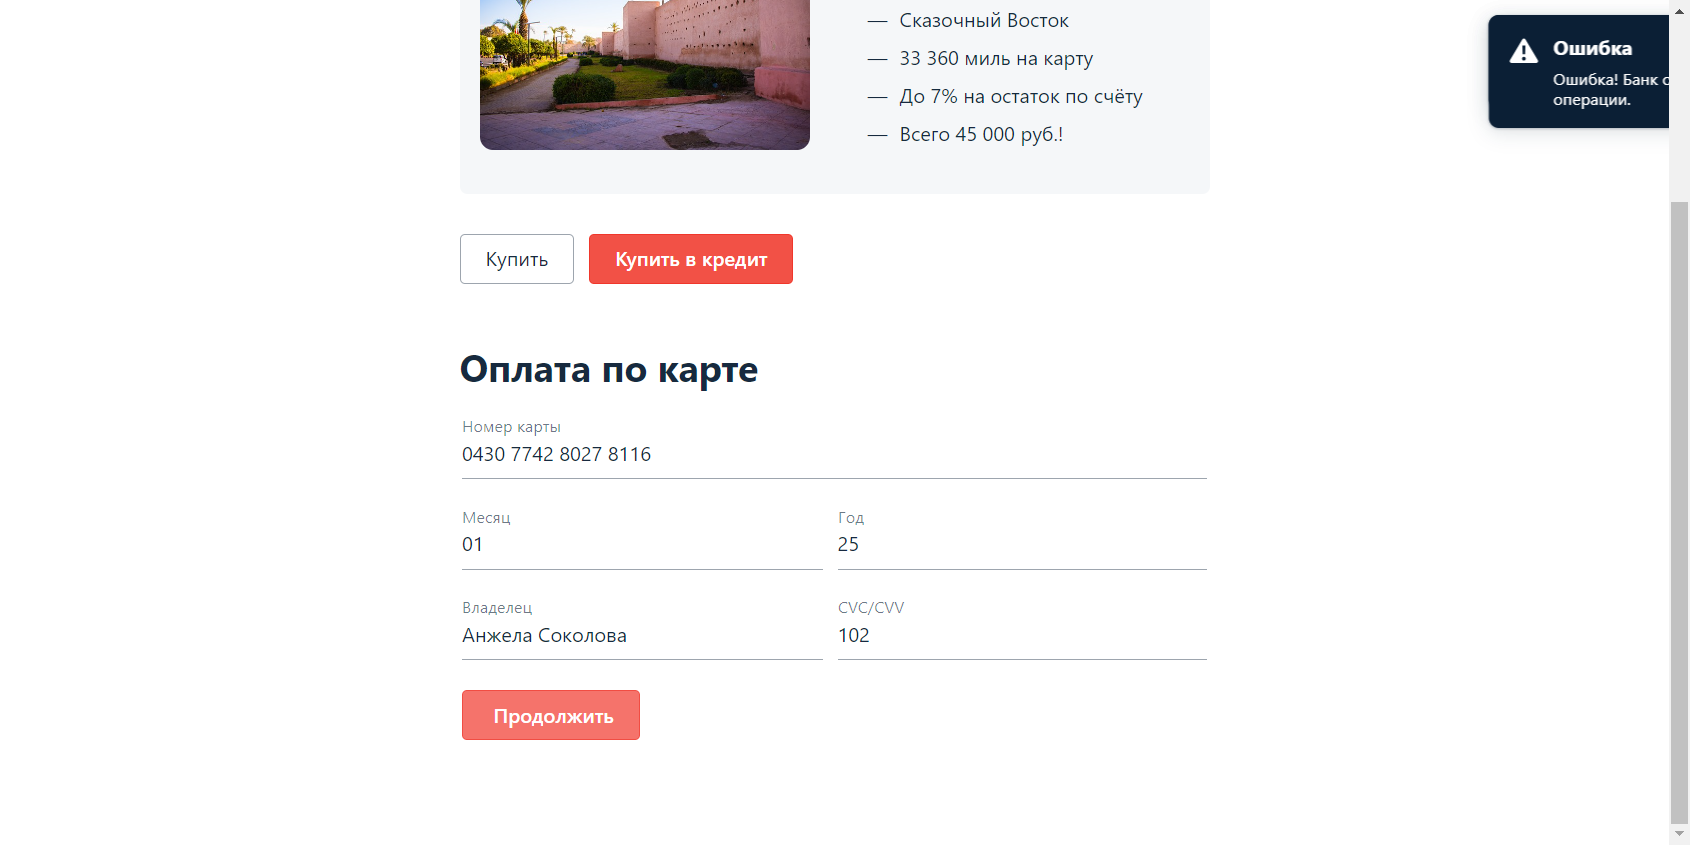 — Сказочный Восток
— 33 360 миль на карту
— До 7% на остаток по счёту
— Всего 45 000 руб.!
Ошибка
Ошибка! Банк
операции.
Купить
Купить в кредит
Оплата по карте
Номер карты
0430 7742 8027 8116
Месяц
01
Год
25
Владелец
Анжела Соколова
CVC/CVV
102
Продолжить